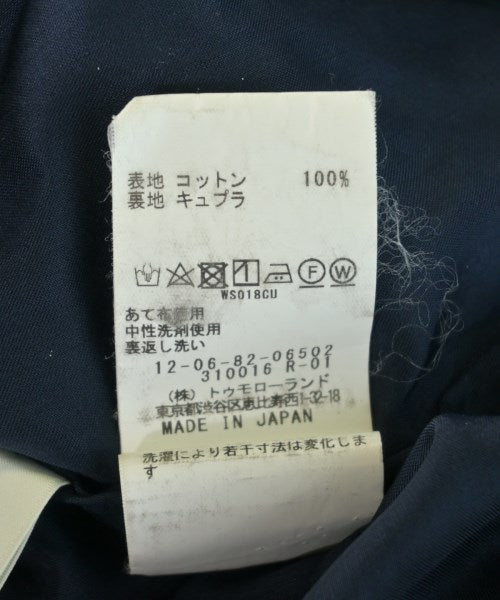 表地 コットン 100%
裏地 キュプラ
F W
WS018CU
あて布使用
中性洗剤使用
裏返し洗い
12-06-82-06502
310016 R-01
(株) トゥモローランド
東京都渋谷区恵比寿西1-32-18
MADE IN JAPAN
洗濯により若干寸法は変化しま
す